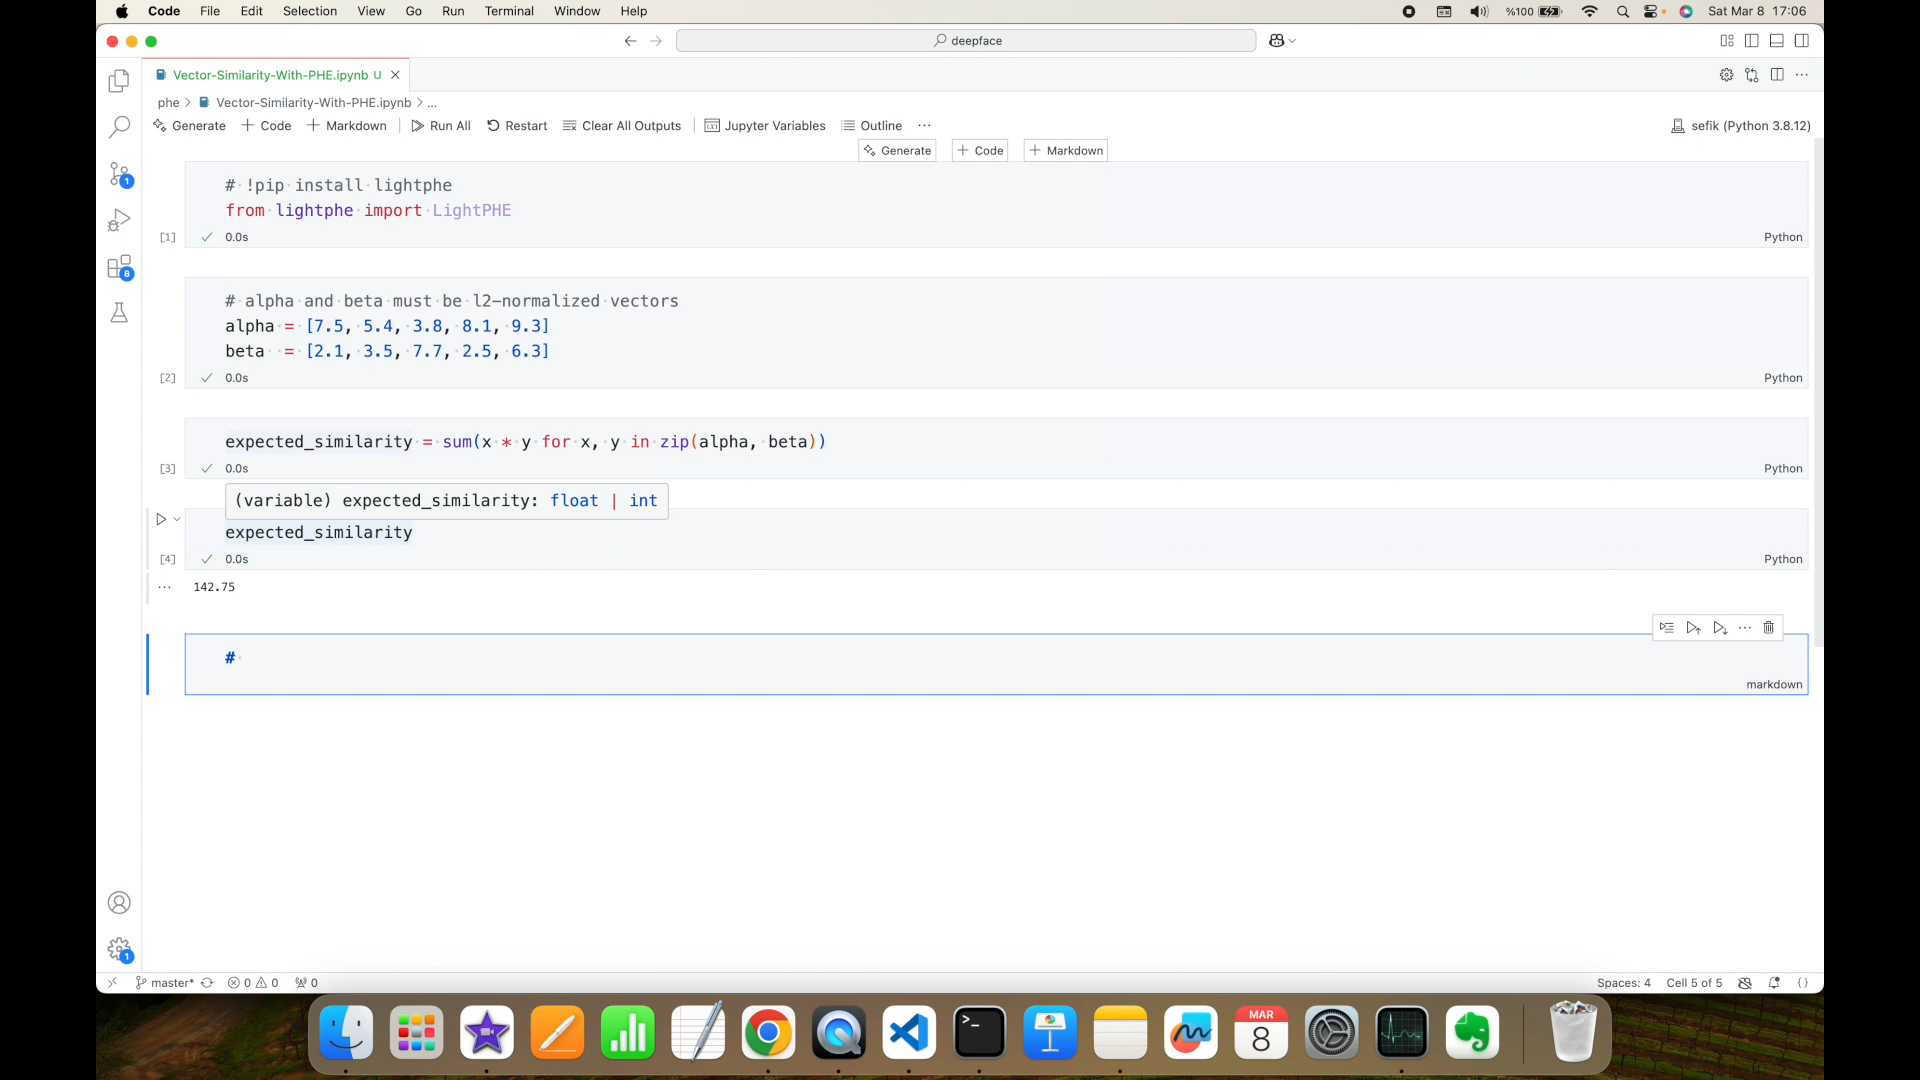 Code File Edit Selection View Go Run Terminal Window Help %100 Sat Mar 8 17:06
deepface
Vector-Similarity-With-PHE.ipynb U
phe > Vector-Similarity-With-PHE.ipynb > ...
Generate + Code + Markdown Run All Restart Clear All Outputs Jupyter Variables Outline ... sefik (Python 3.8.12)
Generate + Code + Markdown
# !pip install lightphe
from lightphe import LightPHE
[1] 0.0s Python
# alpha and beta must be l2-normalized vectors
alpha = [7.5, 5.4, 3.8, 8.1, 9.3]
beta = [2.1, 3.5, 7.7, 2.5, 6.3]
[2] 0.0s Python
expected_similarity = sum(x * y for x, y in zip(alpha, beta))
[3] 0.0s Python
(variable) expected_similarity: float | int
expected_similarity
[4] 0.0s Python
... 142.75
#
markdown
1
8
1
master* 0 0 0 Spaces: 4 Cell 5 of 5
MAR
8